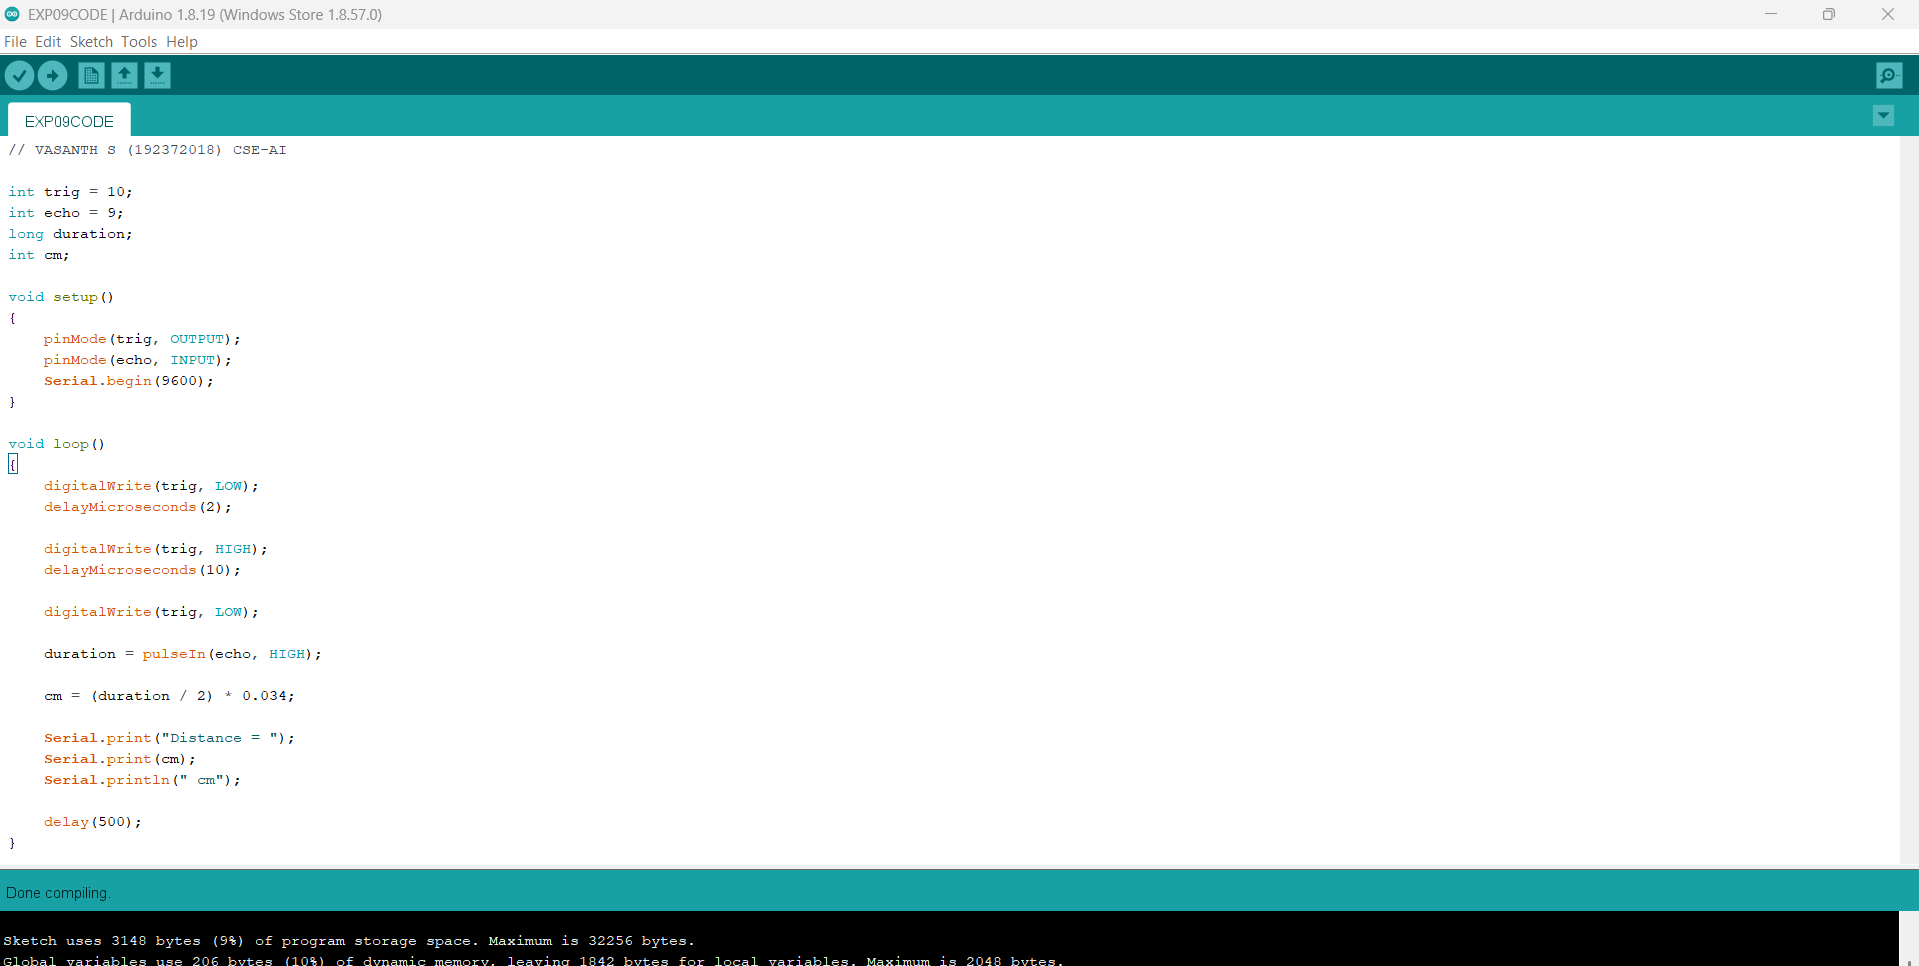 EXP09CODE | Arduino 1.8.19 (Windows Store 1.8.57.0)
File Edit Sketch Tools Help
EXP09CODE
// VASANTH S (192372018) CSE-AI
int trig = 10;
int echo = 9;
long duration;
int cm;
void setup()
{
    pinMode(trig, OUTPUT);
    pinMode(echo, INPUT);
    Serial.begin(9600);
}
void loop()
{
    digitalWrite(trig, LOW);
    delayMicroseconds(2);
    digitalWrite(trig, HIGH);
    delayMicroseconds(10);
    digitalWrite(trig, LOW);
    duration = pulseIn(echo, HIGH);
    cm = (duration / 2) * 0.034;
    Serial.print("Distance = ");
    Serial.print(cm);
    Serial.println(" cm");
    delay(500);
}
Done compiling.
Sketch uses 3148 bytes (9%) of program storage space. Maximum is 32256 bytes.
Global variables use 206 bytes (10%) of dynamic memory, leaving 1842 bytes for local variables. Maximum is 2048 bytes.